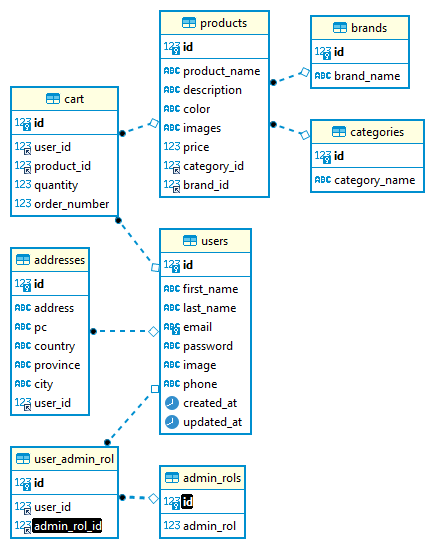 products
123 id
ABC product_name
ABC description
ABC color
ABC images
123 price
123 category_id
123 brand_id
brands
123 id
ABC brand_name
categories
123 id
ABC category_name
cart
123 id
123 user_id
123 product_id
123 quantity
123 order_number
users
123 id
ABC first_name
ABC last_name
ABC email
ABC password
ABC image
ABC phone
created_at
updated_at
addresses
123 id
ABC address
ABC pc
ABC country
ABC province
ABC city
123 user_id
user_admin_rol
123 id
123 user_id
123 admin_rol_id
admin_rols
123 id
123 admin_rol